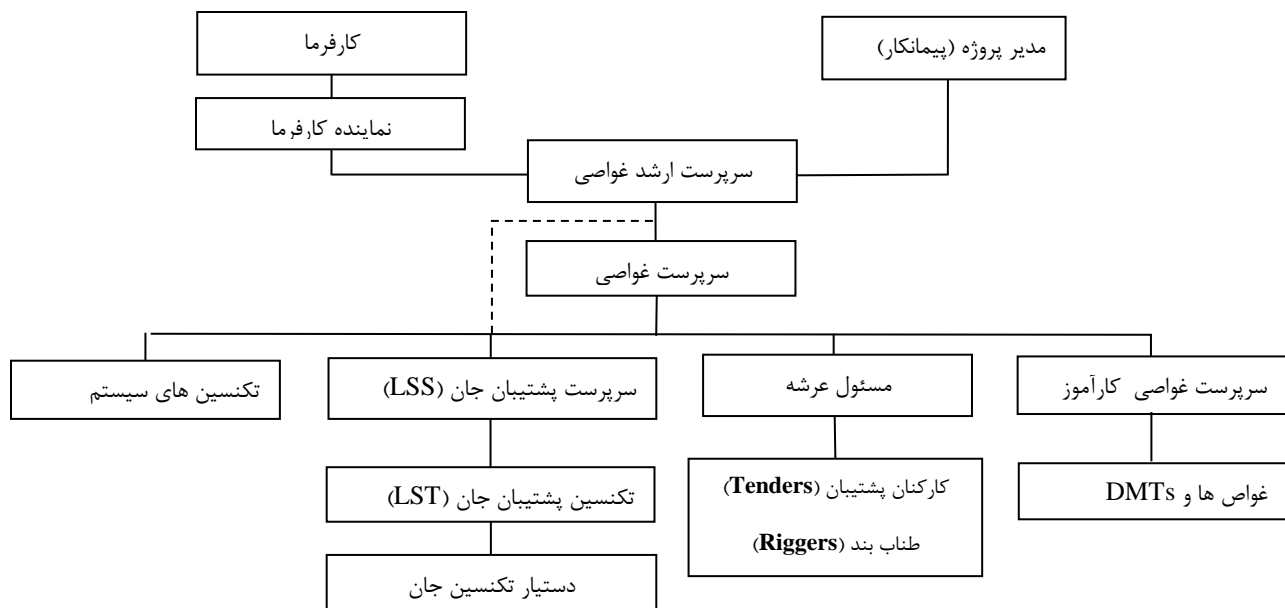 کارفرما
مدیر پروژه (پیمانکار)
نماینده کارفرما
سرپرست ارشد غواصی
سرپرست غواصی
سرپرست غواصی کارآموز
مسئول عرشه
سرپرست پشتیبان جان (LSS)
تکنسین های سیستم
غواص ها و DMTs
کارکنان پشتیبان (Tenders)
طناب بند (Riggers)
تکنسین پشتیبان جان (LST)
دستیار تکنسین جان